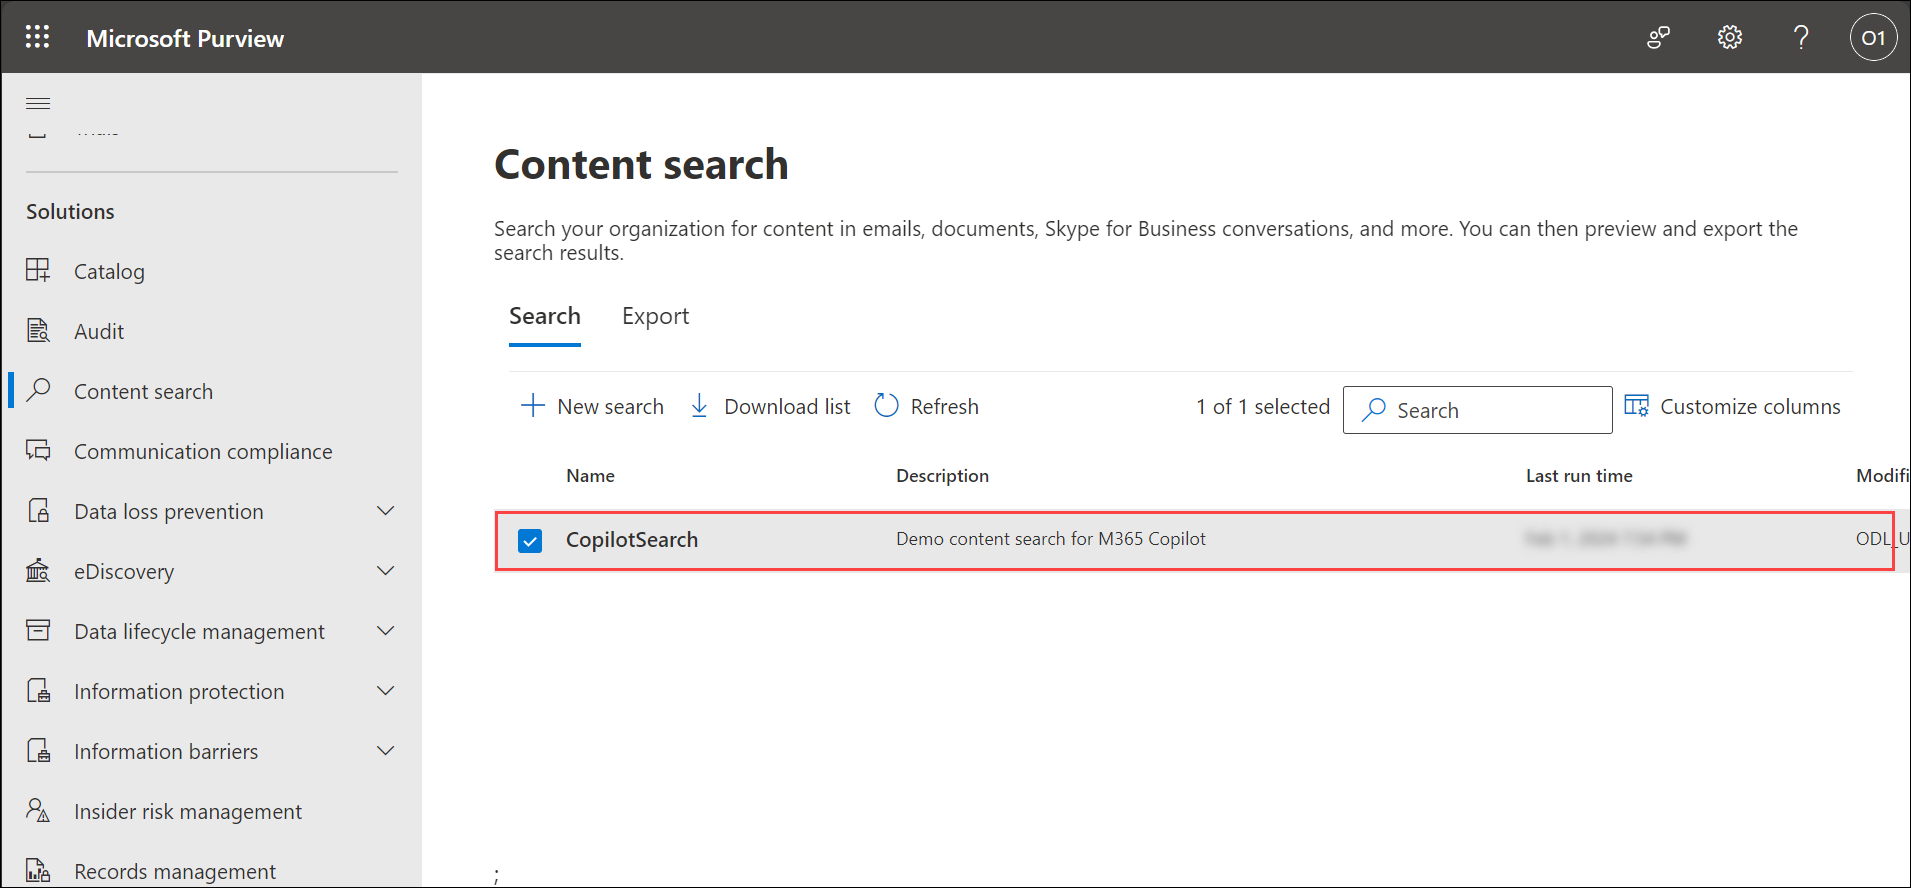 Microsoft Purview
O1
Solutions
Catalog
Audit
Content search
Communication compliance
Data loss prevention
eDiscovery
Data lifecycle management
Information protection
Information barriers
Insider risk management
Records management
Content search
Search your organization for content in emails, documents, Skype for Business conversations, and more. You can then preview and export the
search results.
Search Export
New search Download list Refresh 1 of 1 selected Search Customize columns
Name Description Last run time Modifi
CopilotSearch Demo content search for M365 Copilot ODL_U
;